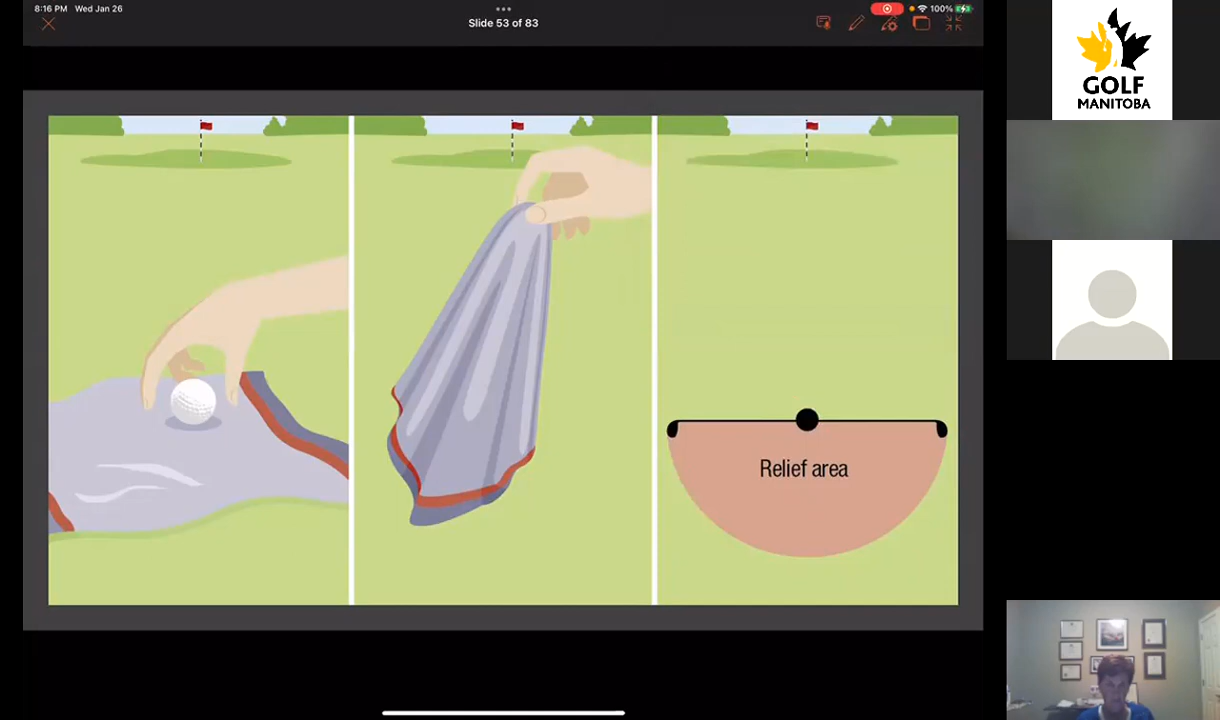 8:16 PM Wed Jan 26
100%
Slide 53 of 83
GOLF
MANITOBA
Relief area